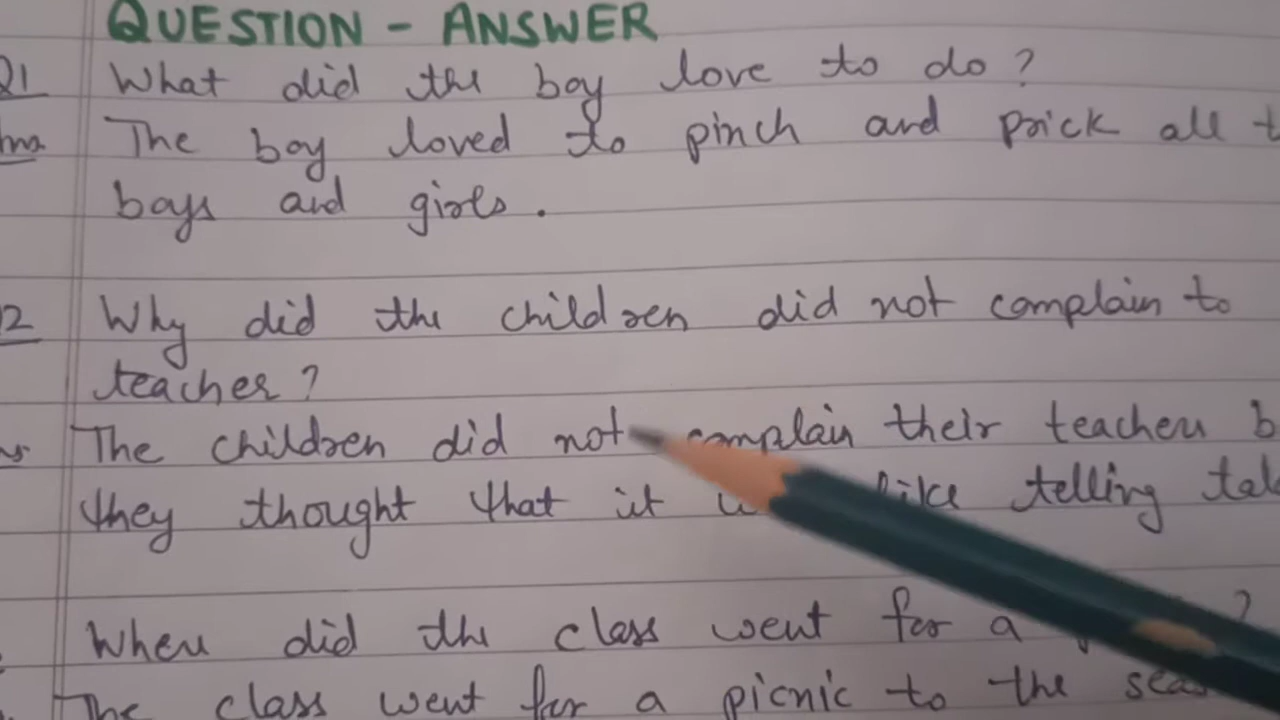 QUESTION - ANSWER
Q1 What did the boy love to do ?
Ans The boy loved to pinch and prick all
boys and girls .
2 Why did the children did not complain to
teacher ?
The children did not complain their teacher
they thought that it like telling
When did the class went for a ?
The class went for a picnic to the